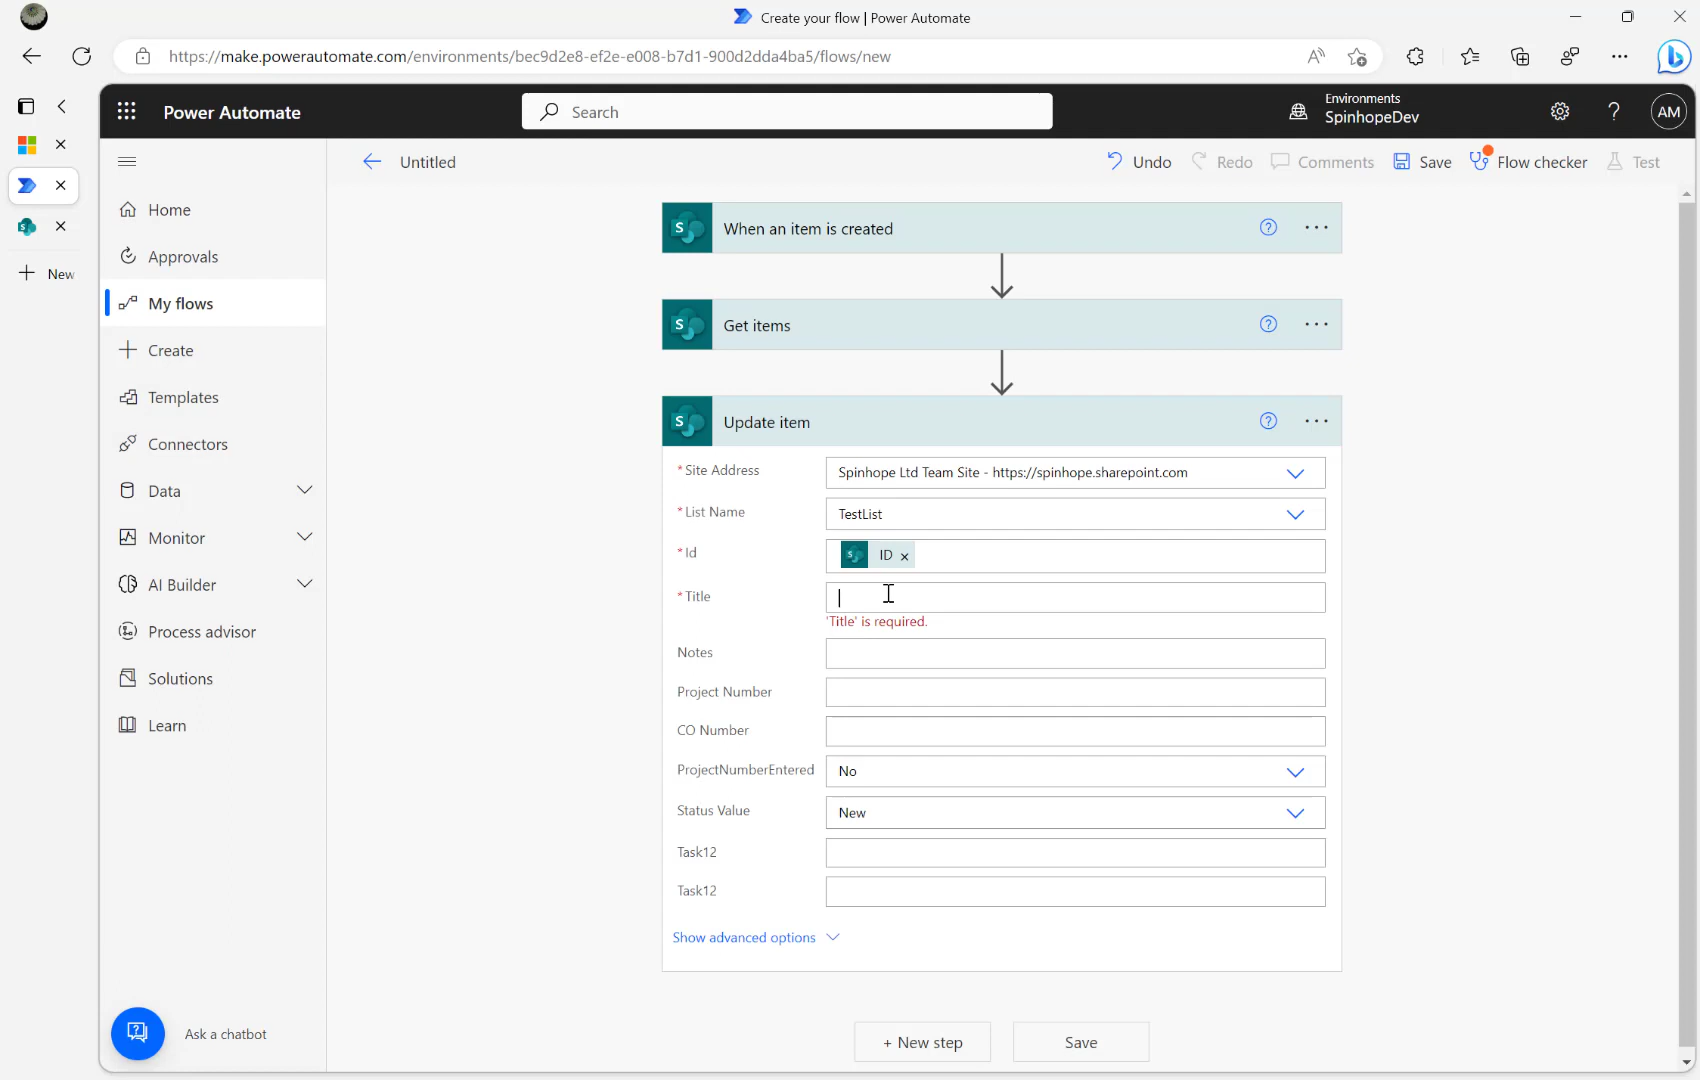 Create your flow | Power Automate
https://make.powerautomate.com/environments/bec9d2e8-ef2e-e008-b7d1-900d2dda4ba5/flows/new
Power Automate
Search
Environments
SpinhopeDev
AM
New
Home
Approvals
My flows
Create
Templates
Connectors
Data
Monitor
AI Builder
Process advisor
Solutions
Learn
Ask a chatbot
Untitled
Undo
Redo
Comments
Save
Flow checker
Test
When an item is created
Get items
Update item
* Site Address
Spinhope Ltd Team Site - https://spinhope.sharepoint.com
* List Name
TestList
* Id
ID
* Title
'Title' is required.
Notes
Project Number
CO Number
ProjectNumberEntered
No
Status Value
New
Task12
Task12
Show advanced options
+ New step
Save